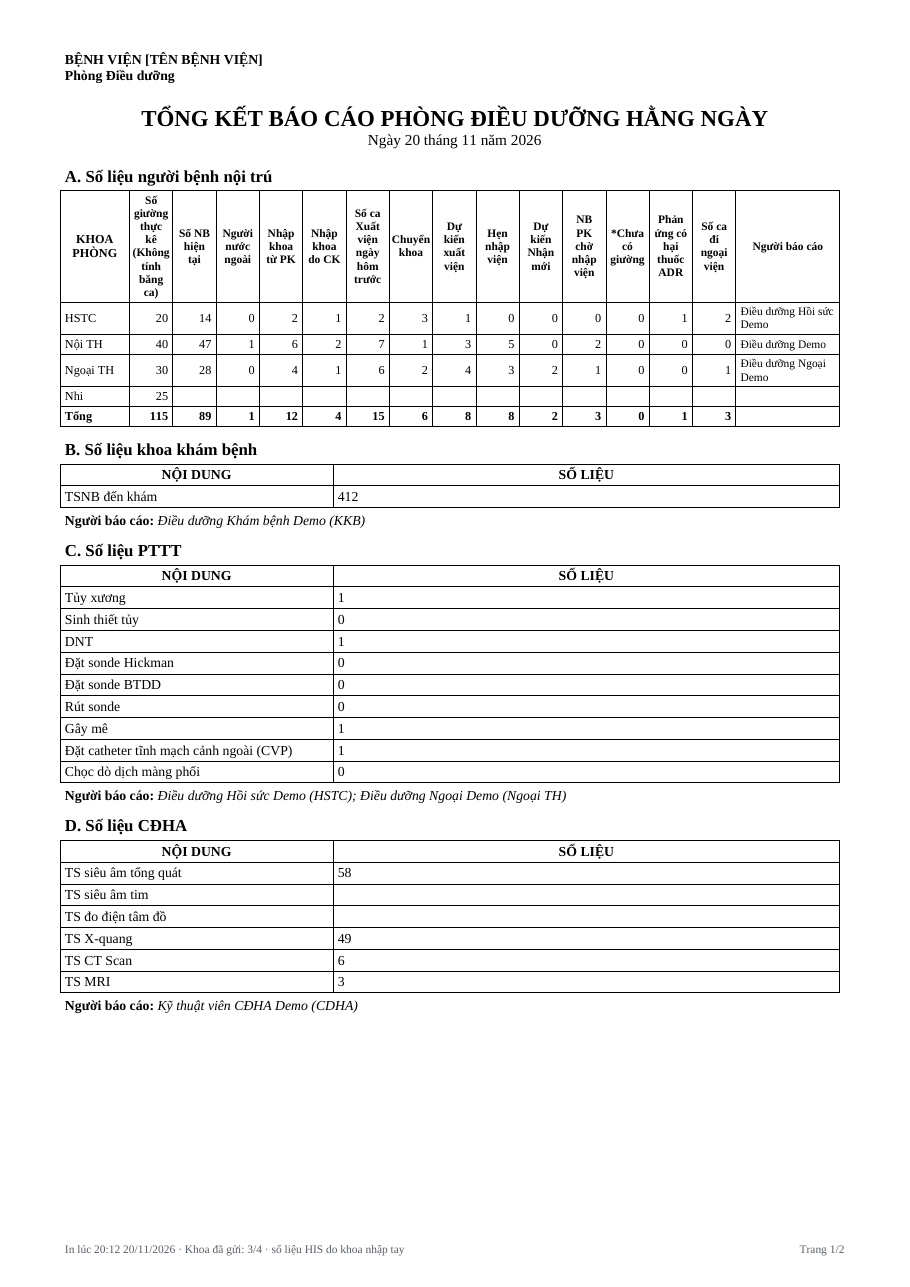 BỆNH VIỆN [TÊN BỆNH VIỆN]
Phòng Điều dưỡng
TỔNG KẾT BÁO CÁO PHÒNG ĐIỀU DƯỠNG HẰNG NGÀY
Ngày 20 tháng 11 năm 2026
A. Số liệu người bệnh nội trú
KHOA PHÒNG | Số giường thực kê (Không tính băng ca) | Số NB hiện tại | Người nước ngoài | Nhập khoa từ PK | Nhập khoa do CK | Số ca Xuất viện ngày hôm trước | Chuyển khoa | Dự kiến xuất viện | Hẹn nhập viện | Dự kiến Nhận mới | NB PK chờ nhập viện | *Chưa có giường | Phản ứng có hại thuốc ADR | Số ca đi ngoại viện | Người báo cáo
HSTC | 20 | 14 | 0 | 2 | 1 | 2 | 3 | 1 | 0 | 0 | 0 | 0 | 1 | 2 | Điều dưỡng Hồi sức Demo
Nội TH | 40 | 47 | 1 | 6 | 2 | 7 | 1 | 3 | 5 | 0 | 2 | 0 | 0 | 0 | Điều dưỡng Demo
Ngoại TH | 30 | 28 | 0 | 4 | 1 | 6 | 2 | 4 | 3 | 2 | 1 | 0 | 0 | 1 | Điều dưỡng Ngoại Demo
Nhi | 25
Tổng | 115 | 89 | 1 | 12 | 4 | 15 | 6 | 8 | 8 | 2 | 3 | 0 | 1 | 3
B. Số liệu khoa khám bệnh
NỘI DUNG | SỐ LIỆU
TSNB đến khám | 412
Người báo cáo: Điều dưỡng Khám bệnh Demo (KKB)
C. Số liệu PTTT
NỘI DUNG | SỐ LIỆU
Tủy xương | 1
Sinh thiết tủy | 0
DNT | 1
Đặt sonde Hickman | 0
Đặt sonde BTDD | 0
Rút sonde | 0
Gây mê | 1
Đặt catheter tĩnh mạch cảnh ngoài (CVP) | 1
Chọc dò dịch màng phổi | 0
Người báo cáo: Điều dưỡng Hồi sức Demo (HSTC); Điều dưỡng Ngoại Demo (Ngoại TH)
D. Số liệu CĐHA
NỘI DUNG | SỐ LIỆU
TS siêu âm tổng quát | 58
TS siêu âm tim
TS đo điện tâm đồ
TS X-quang | 49
TS CT Scan | 6
TS MRI | 3
Người báo cáo: Kỹ thuật viên CĐHA Demo (CDHA)
In lúc 20:12 20/11/2026 · Khoa đã gửi: 3/4 · số liệu HIS do khoa nhập tay
Trang 1/2